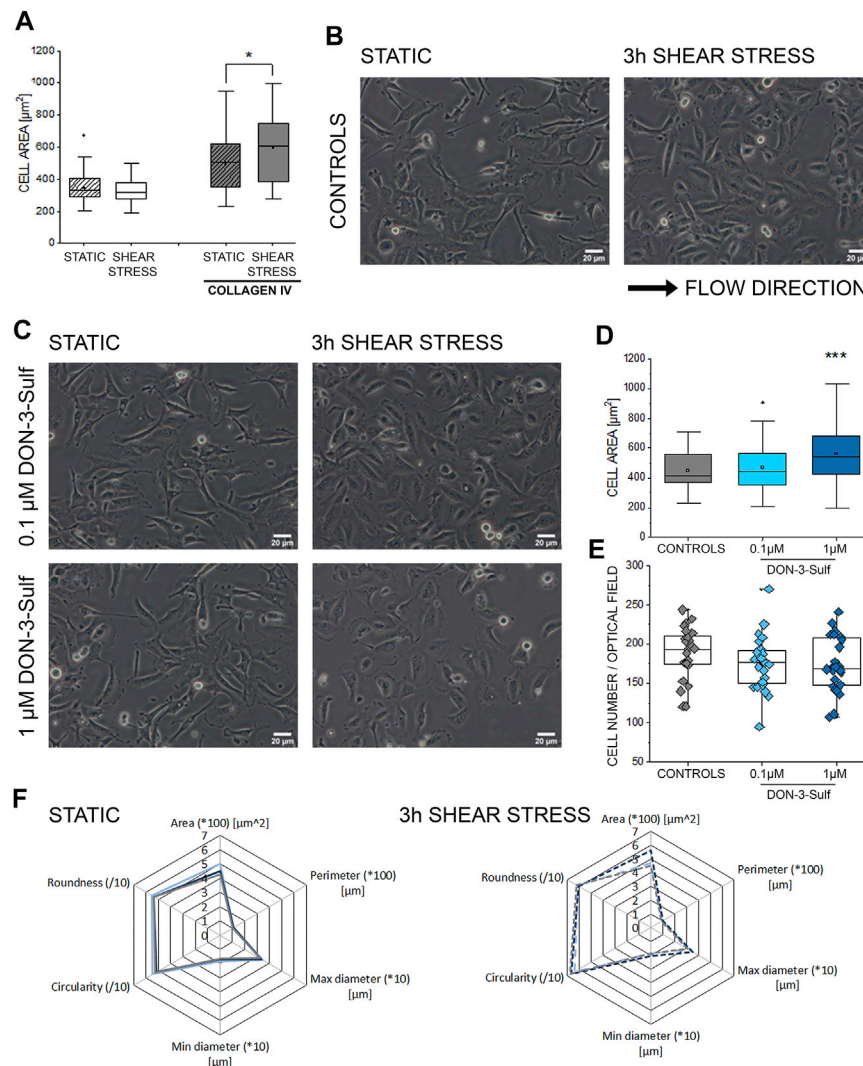 A
1200
1000
800
600
400
200
0
CELL AREA [µm²]
*
STATIC
SHEAR
STRESS
STATIC
SHEAR
STRESS
COLLAGEN IV
B
STATIC
3h SHEAR STRESS
CONTROLS
20 µm
20 µm
FLOW DIRECTION
C
STATIC
3h SHEAR STRESS
0.1 µM DON-3-Sulf
20 µm
20 µm
1 µM DON-3-Sulf
20 µm
20 µm
D
1200
1000
800
600
400
200
0
CELL AREA [µm²]
***
CONTROLS
0.1µM
1µM
DON-3-Sulf
E
300
250
200
150
100
50
CELL NUMBER / OPTICAL FIELD
CONTROLS
0.1µM
1µM
DON-3-Sulf
F
STATIC
Area (*100) [µm^2]
7
6
5
4
3
2
1
0
Roundness (/10)
Perimeter (*100)
[µm]
Circularity (/10)
Max diameter (*10)
[µm]
Min diameter (*10)
[µm]
3h SHEAR STRESS
Area (*100) [µm^2]
7
6
5
4
3
2
1
0
Roundness (/10)
Perimeter (*100)
[µm]
Circularity (/10)
Max diameter (*10)
[µm]
Min diameter (*10)
[µm]